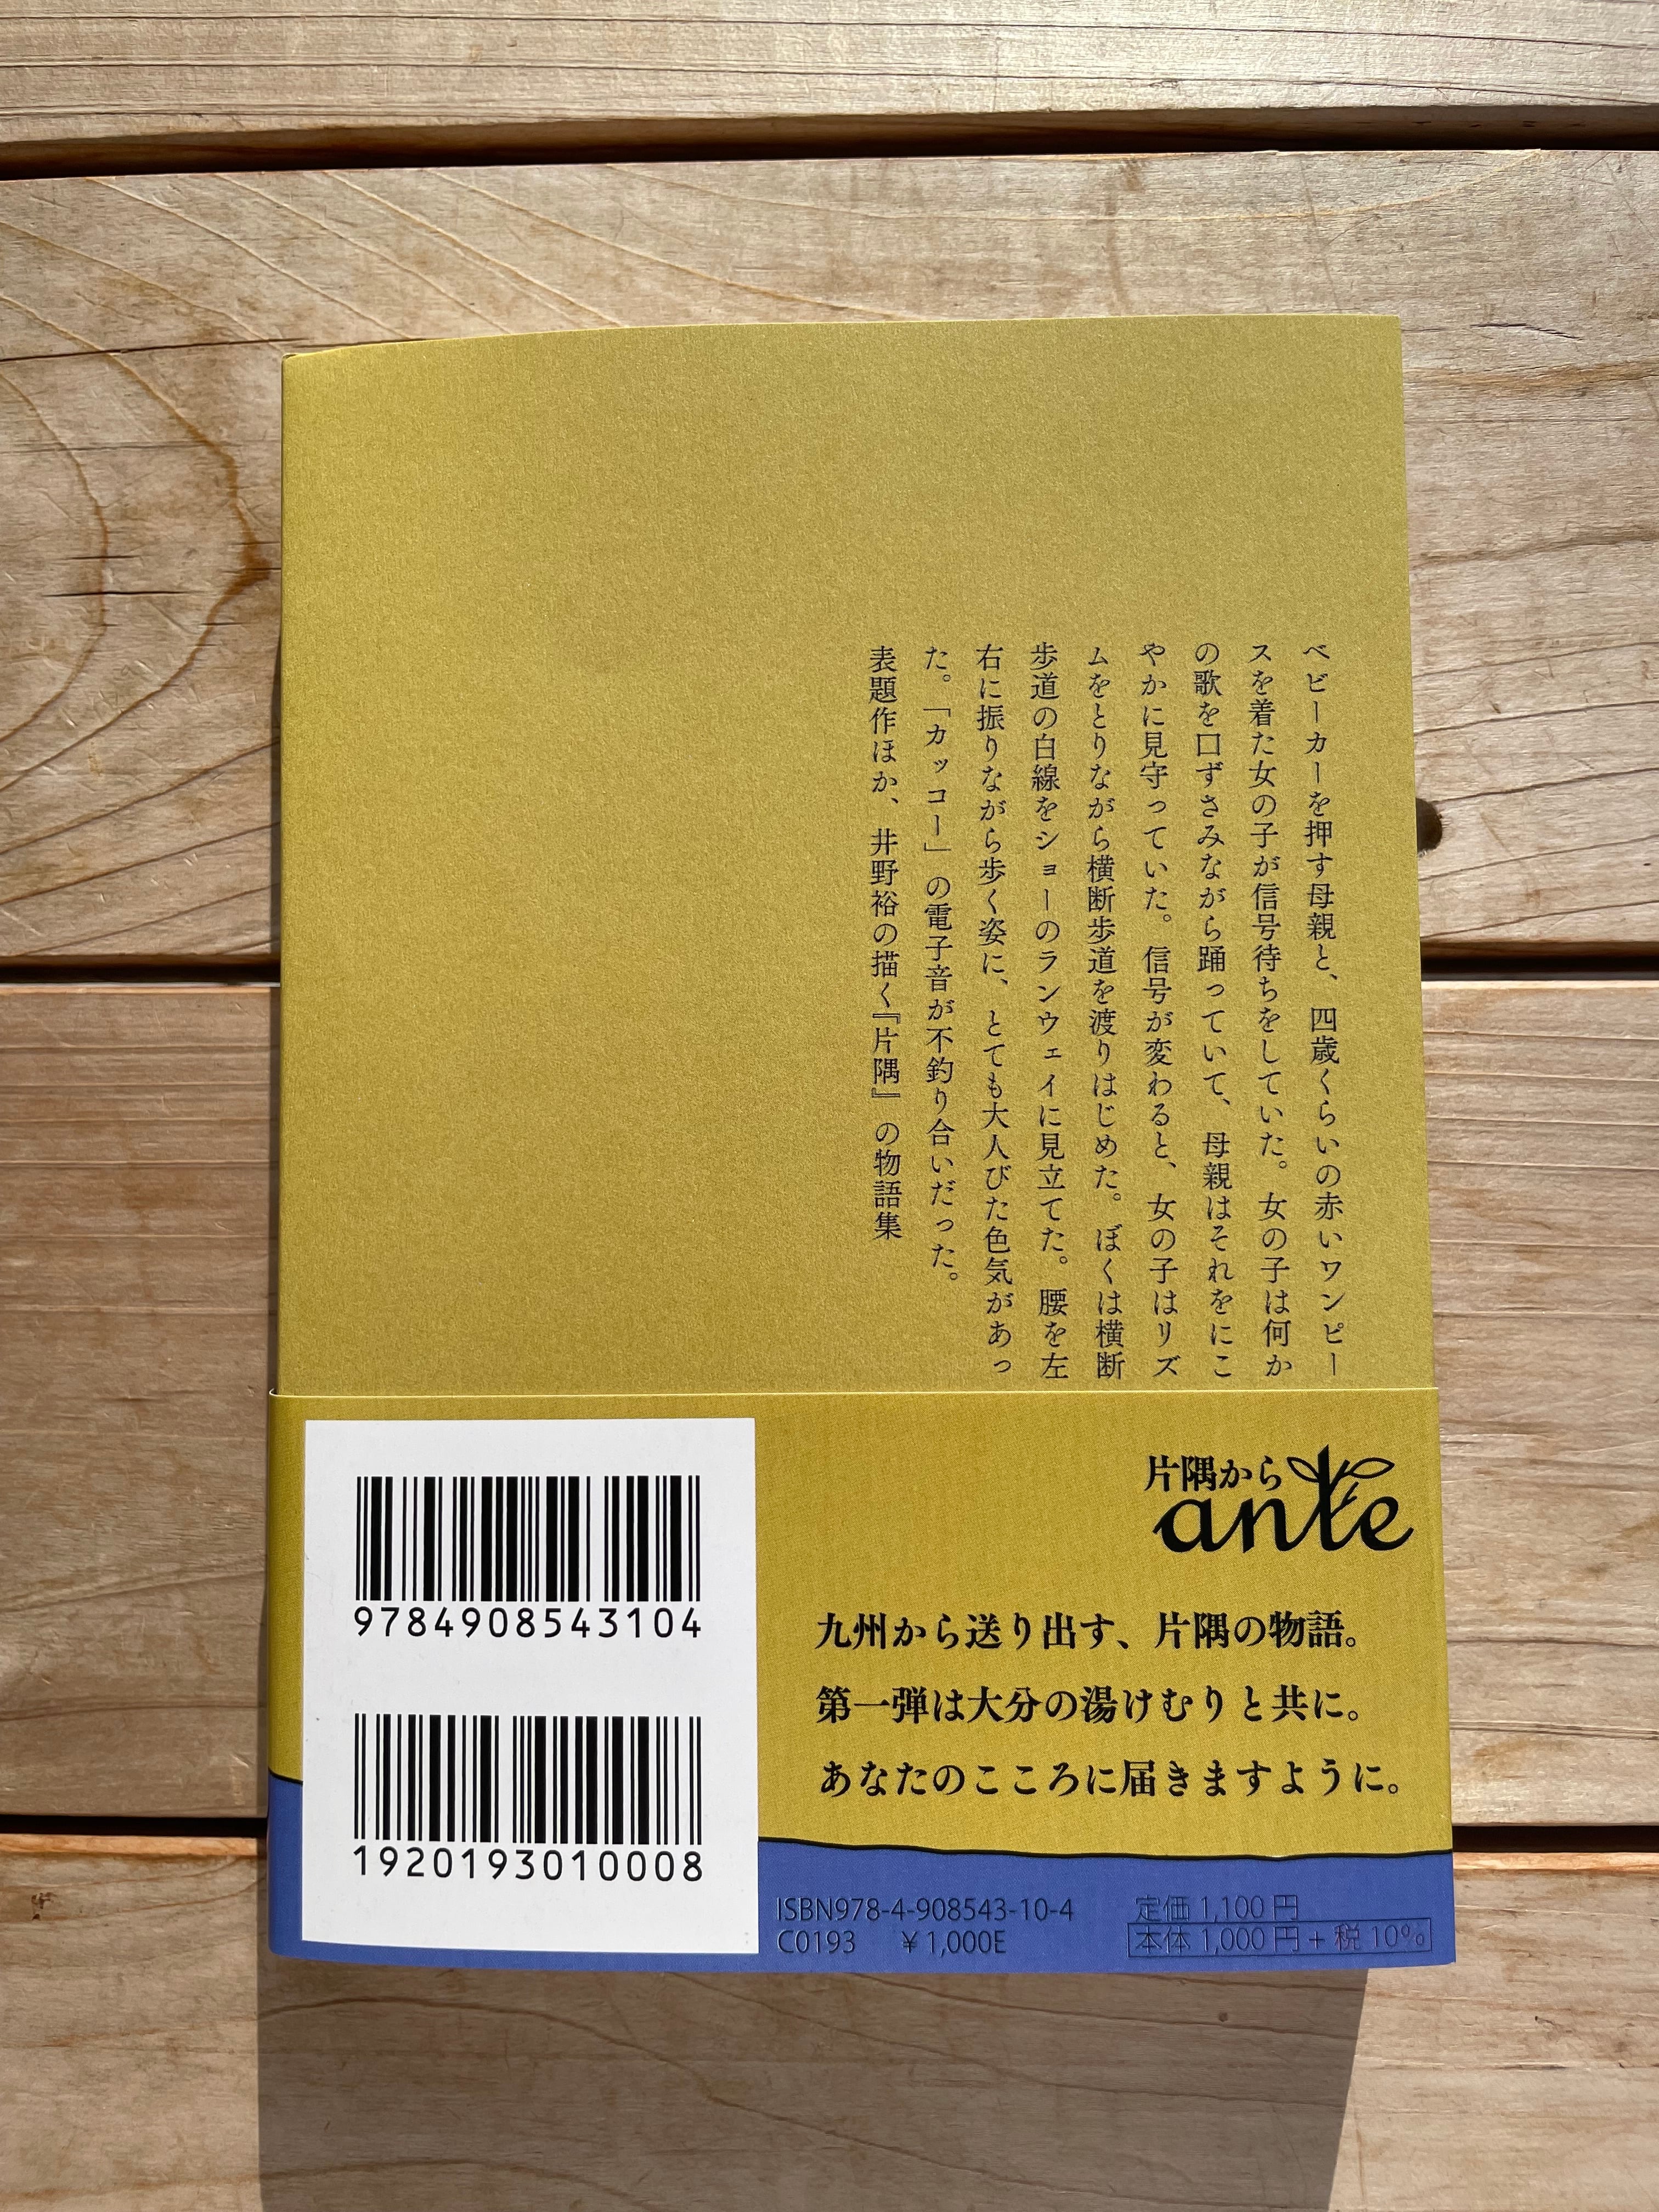 ベビーカーを押す母親と、四歳くらいの赤いワンピー
スを着た女の子が信号待ちをしていた。女の子は何か
の歌を口ずさみながら踊っていて、母親はそれをにこ
やかに見守っていた。信号が変わると、女の子はリズ
ムをとりながら横断歩道を渡りはじめた。ぼくは横断
歩道の白線をショーのランウェイに見立てた。腰を左
右に振りながら歩く姿に、とても大人びた色気があっ
た。「カッコー」の電子音が不釣り合いだった。
表題作ほか、井野裕の描く『片隅』の物語集
片隅から
ante
九州から送り出す、片隅の物語。
第一弾は大分の湯けむりと共に。
あなたのこころに届きますように。
9784908543104
1920193010008
ISBN978-4-908543-10-4
C0193 ¥1,000E
定価 1,100 円
本体 1,000 円 + 税 10%